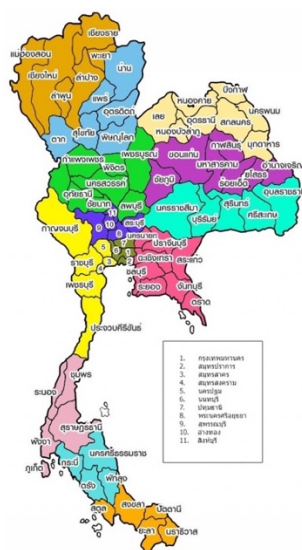 เชียงราย
แม่ฮ่องสอน
พะเยา
เชียงใหม่
ลำปาง
น่าน
ลำพูน
แพร่
อุตรดิตถ์
ตาก
สุโขทัย
พิษณุโลก
บึงกาฬ
หนองคาย
เลย
อุดรธานี
นครพนม
สกลนคร
หนองบัวลำภู
กาฬสินธุ์
มุกดาหาร
ขอนแก่น
มหาสารคาม
อำนาจเจริญ
ยโสธร
ร้อยเอ็ด
ชัยภูมิ
อุบลราชธานี
นครราชสีมา
บุรีรัมย์
สุรินทร์
ศรีสะเกษ
กำแพงเพชร
พิจิตร
เพชรบูรณ์
นครสวรรค์
อุทัยธานี
ชัยนาท
ลพบุรี
กาญจนบุรี
11
10
9
8
สระบุรี
นครนายก
ปราจีนบุรี
7
6
5
1
2
3
4
ฉะเชิงเทรา
สระแก้ว
ราชบุรี
ชลบุรี
ระยอง
จันทบุรี
ตราด
เพชรบุรี
ประจวบคีรีขันธ์
1. กรุงเทพมหานคร
2. สมุทรปราการ
3. สมุทรสาคร
4. สมุทรสงคราม
5. นครปฐม
6. นนทบุรี
7. ปทุมธานี
8. พระนครศรีอยุธยา
9. สุพรรณบุรี
10. อ่างทอง
11. สิงห์บุรี
ชุมพร
ระนอง
สุราษฎร์ธานี
พังงา
ภูเก็ต
กระบี่
นครศรีธรรมราช
ตรัง
พัทลุง
สตูล
สงขลา
ปัตตานี
ยะลา
นราธิวาส